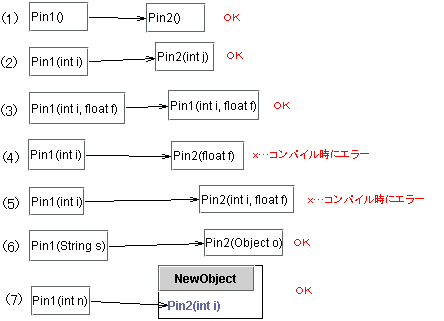 (1) Pin1() Pin2() OK
(2) Pin1(int i) Pin2(int j) OK
(3) Pin1(int i, float f) Pin1(int i, float f) OK
(4) Pin1(int i) Pin2(float f) ×…コンパイル時にエラー
(5) Pin1(int i) Pin2(int i, float f) ×…コンパイル時にエラー
(6) Pin1(String s) Pin2(Object o) OK
NewObject
(7) Pin1(int n) Pin2(int i) OK